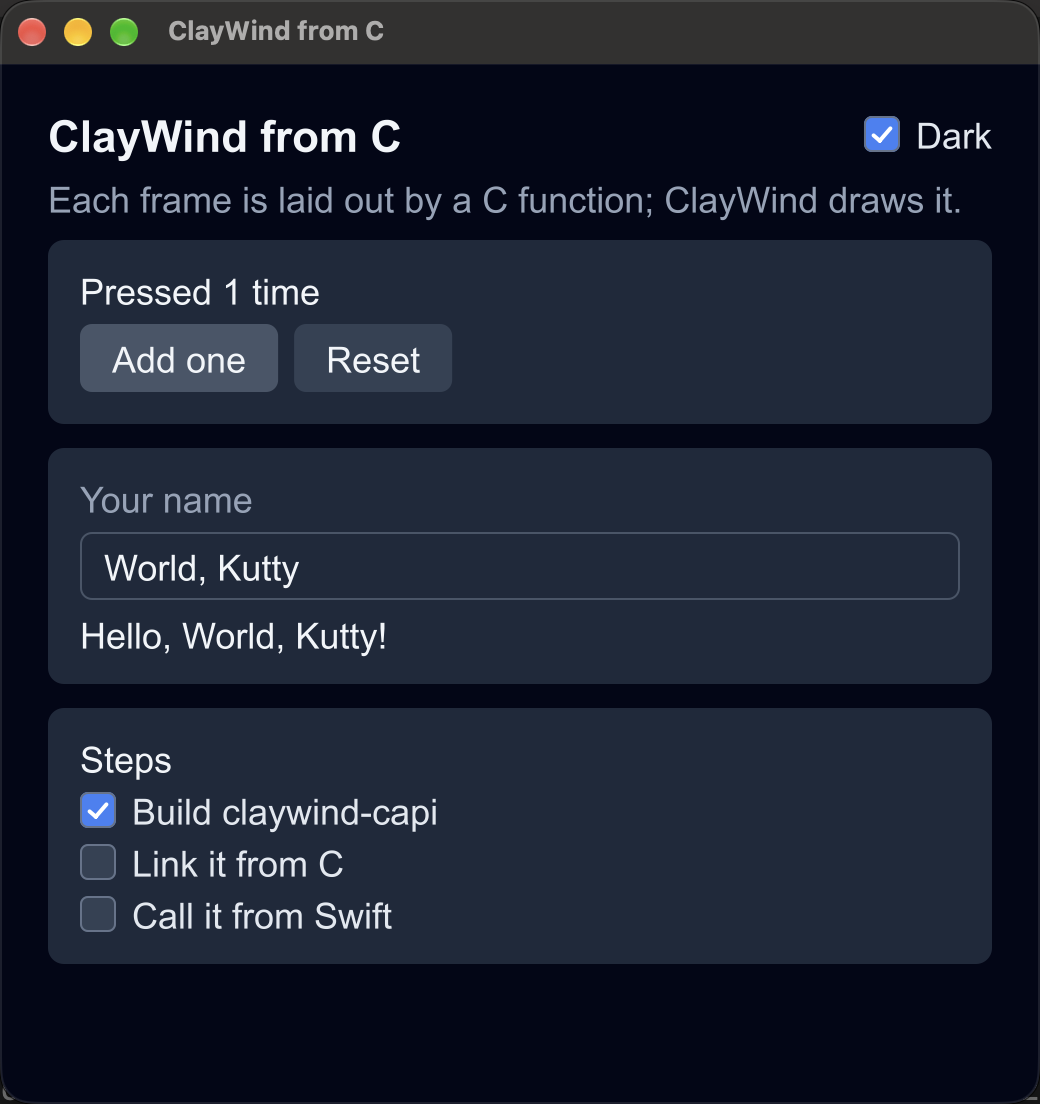 ClayWind from C
ClayWind from C
Dark
Each frame is laid out by a C function; ClayWind draws it.
Pressed 1 time
Add one
Reset
Your name
World, Kutty
Hello, World, Kutty!
Steps
Build claywind-capi
Link it from C
Call it from Swift